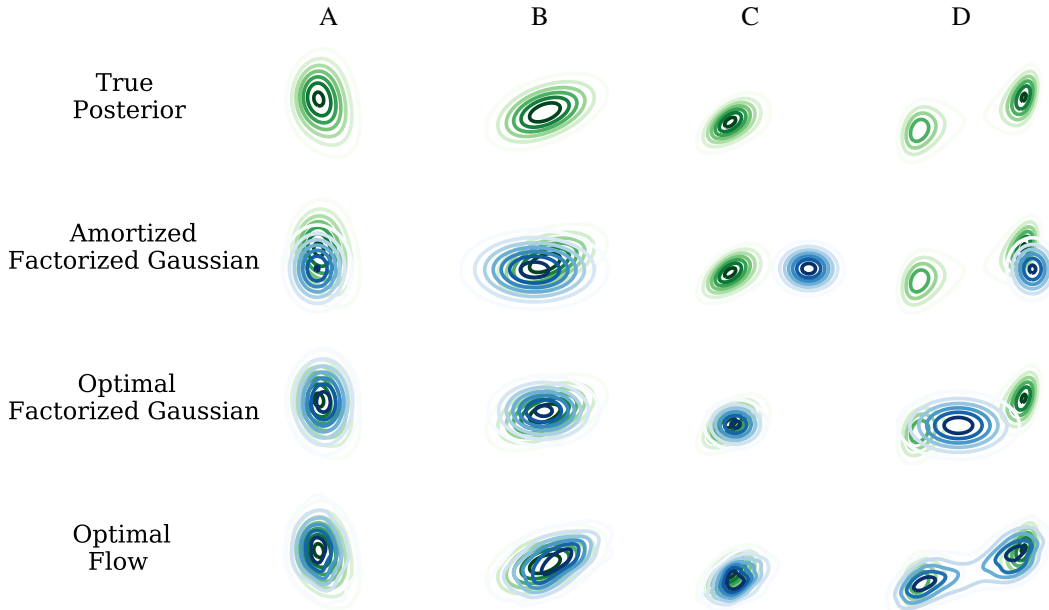 A B C D
True
Posterior
Amortized
Factorized Gaussian
Optimal
Factorized Gaussian
Optimal
Flow